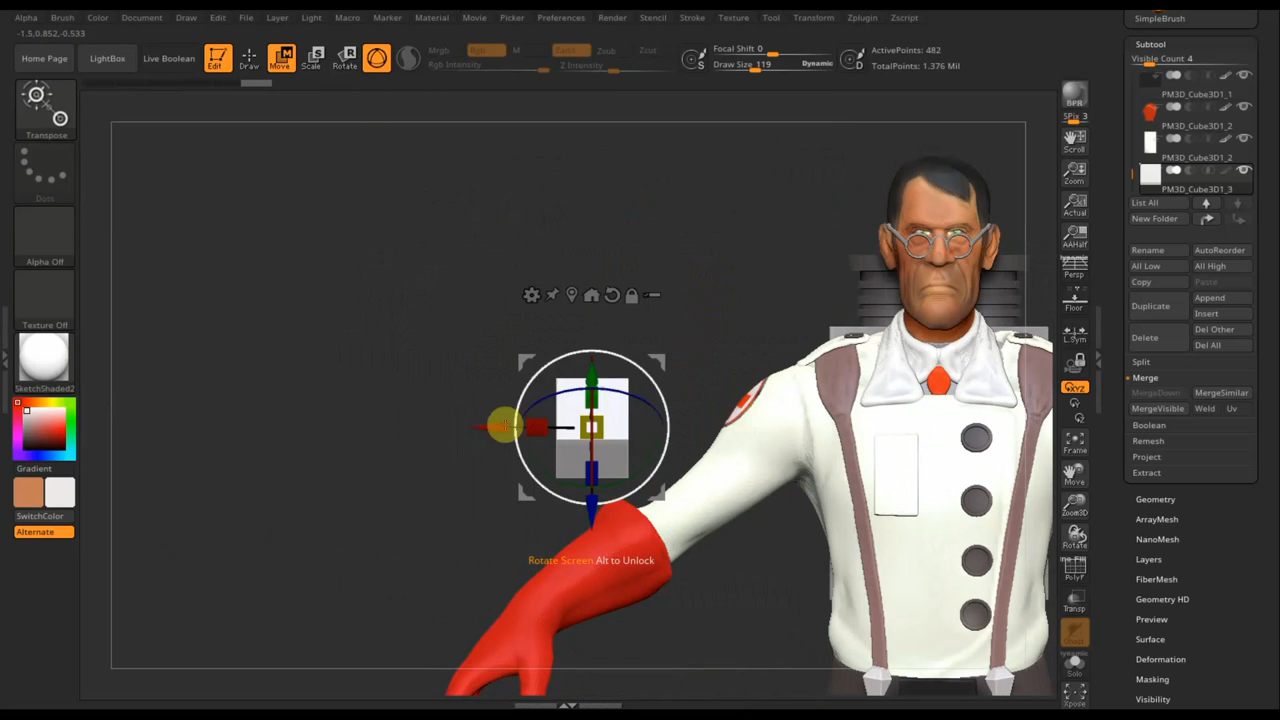 Alpha Brush Color Document Draw Edit File Layer Light Macro Marker Material Movie Picker Preferences Render Stencil Stroke Texture Tool Transform Zplugin Zscript
-1.5,0.852,-0.533
Home Page LightBox Live Boolean Edit Draw Move Scale Rotate
Mrgb Rgb M Zadd Zsub Zcut
Rgb Intensity Z Intensity
S Focal Shift 0
Draw Size 119 Dynamic
D ActivePoints: 482
TotalPoints: 1.376 Mil
Transpose
Dots
Alpha Off
Texture Off
SketchShaded2
Gradient
SwitchColor
Alternate
Rotate Screen Alt to Unlock
BPR
SPix 3
Scroll
Zoom
Actual
AAHalf
Dynamic
Persp
Floor
L.Sym
XYZ
Frame
Move
Zoom3D
Rotate
PolyF
Transp
Dynamic
Solo
Xpose
SimpleBrush
Subtool
Visible Count 4
PM3D_Cube3D1_1
PM3D_Cube3D1_2
PM3D_Cube3D1_2
PM3D_Cube3D1_3
List All
New Folder
Rename AutoReorder
All Low All High
Copy Paste
Duplicate Append
Insert
Delete Del Other
Del All
Split
Merge
MergeDown MergeSimilar
MergeVisible Weld Uv
Boolean
Remesh
Project
Extract
Geometry
ArrayMesh
NanoMesh
Layers
FiberMesh
Geometry HD
Preview
Surface
Deformation
Masking
Visibility